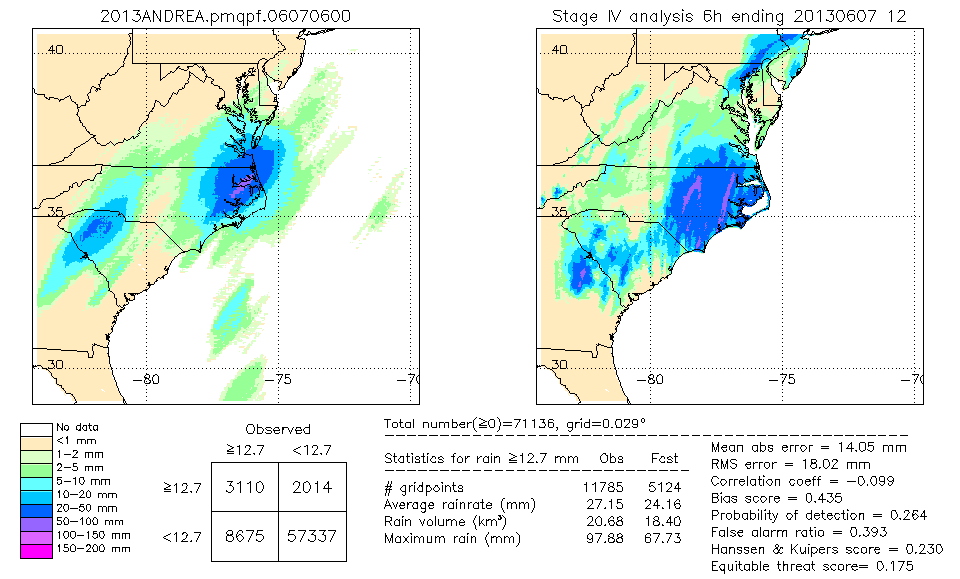 2013ANDREA.pmqpf.06070600
Stage IV analysis 6h ending 20130607 12
40
35
30
-80
-75
-70
40
35
30
-80
-75
-70
No data
<1 mm
1-2 mm
2-5 mm
5-10 mm
10-20 mm
20-50 mm
50-100 mm
100-150 mm
150-200 mm
Observed
≧12.7 <12.7
≧12.7 3110 2014
<12.7 8675 57337
Total number(≧0)=71136, grid=0.029°
Statistics for rain ≧12.7 mm Obs Fcst
# gridpoints 11785 5124
Average rainrate (mm) 27.15 24.16
Rain volume (km³) 20.68 18.40
Maximum rain (mm) 97.88 67.73
Mean abs error = 14.05 mm
RMS error = 18.02 mm
Correlation coeff = -0.099
Bias score = 0.435
Probability of detection = 0.264
False alarm ratio = 0.393
Hanssen & Kuipers score = 0.230
Equitable threat score= 0.175